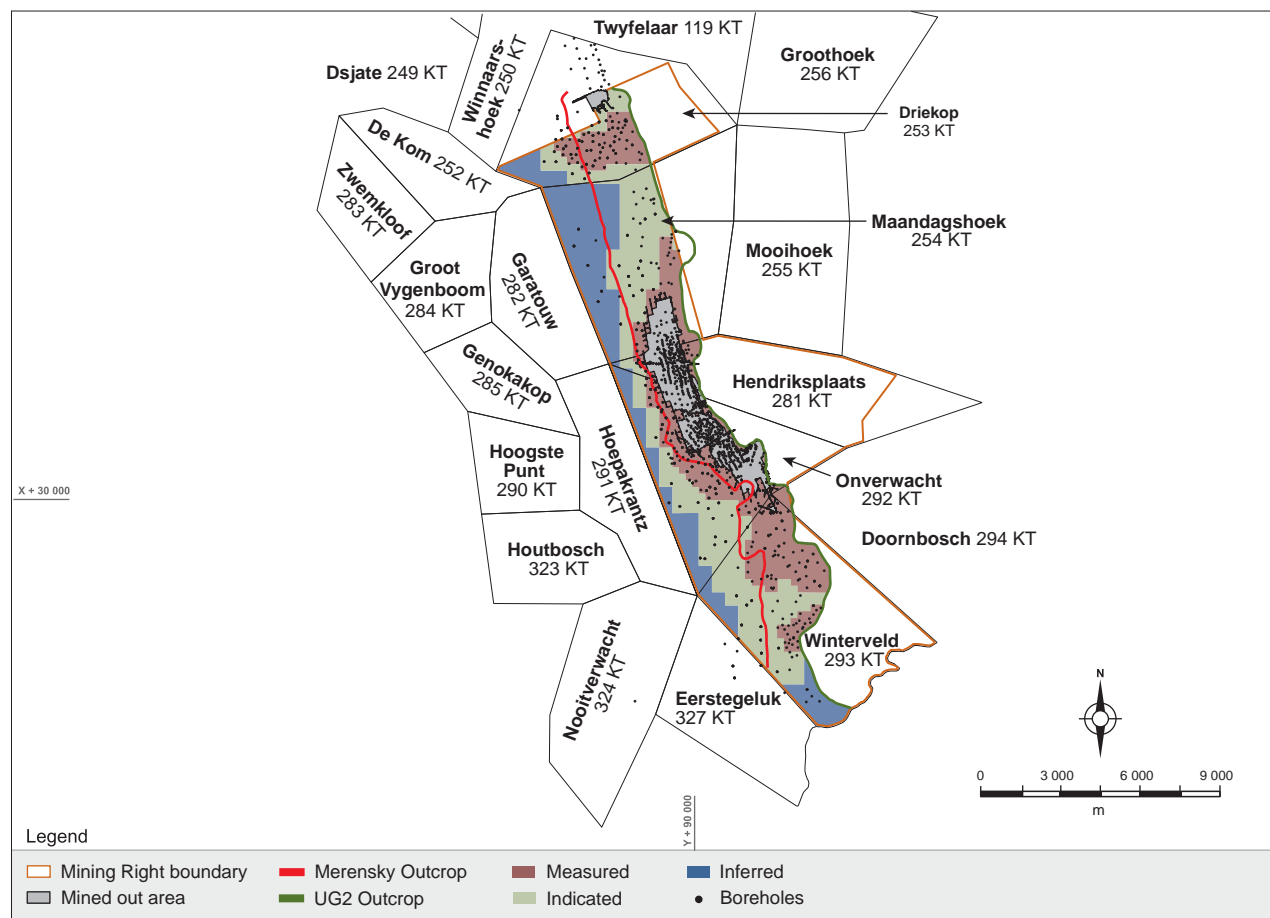 Twyfelaar 119 KT
Groothoek
256 KT
Winnaars-
hoek 250 KT
Dsjate 249 KT
Driekop
253 KT
De Kom 252 KT
Zwemkloof
283 KT
Maandagshoek
254 KT
Mooihoek
255 KT
Groot
Vygenboom
284 KT
Garatouw
282 KT
Genokakop
285 KT
Hendriksplaats
281 KT
Hoogste
Punt
290 KT
Hoepakrantz
291 KT
Onverwacht
292 KT
X + 30 000
Doornbosch 294 KT
Houtbosch
323 KT
Winterveld
293 KT
Nooitverwacht
324 KT
Eerstegeluk
327 KT
N
0 3 000 6 000 9 000
m
Y + 90 000
Legend
Mining Right boundary
Merensky Outcrop
Measured
Inferred
Mined out area
UG2 Outcrop
Indicated
Boreholes